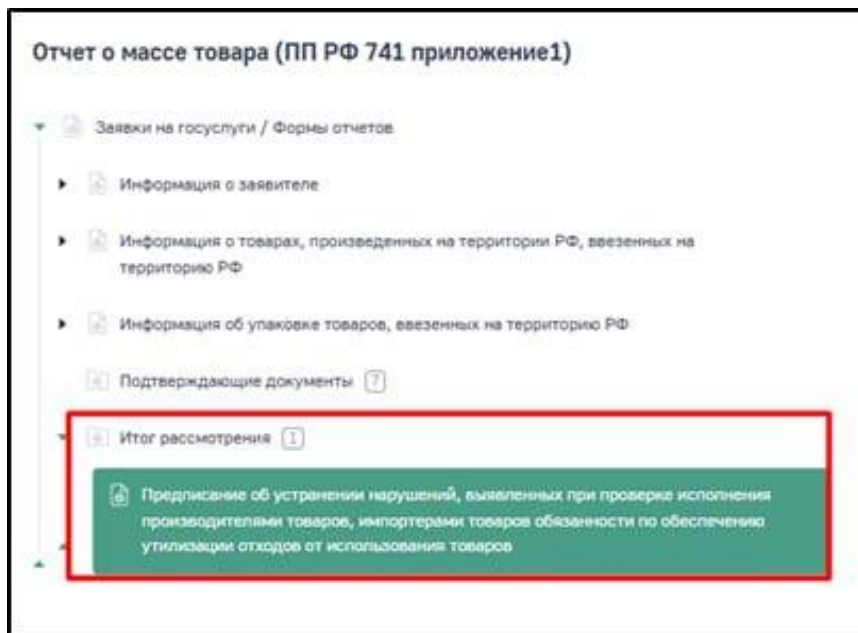 Отчет о массе товара (ПП РФ 741 приложение1)
Заявки на госуслуги / Формы отчетов
Информация о заявителе
Информация о товарах, произведенных на территории РФ, ввезенных на
территорию РФ
Информация об упаковке товаров, ввезенных на территорию РФ
Подтверждающие документы 7
Итог рассмотрения 1
Предписание об устранении нарушений, выявленных при проверке исполнения
производителями товаров, импортерами товаров обязанности по обеспечению
утилизации отходов от использования товаров